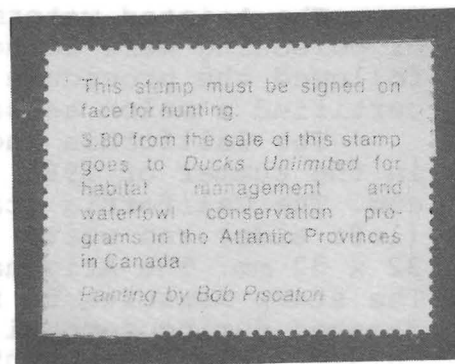 This stamp must be signed on
face for hunting.
$.80 from the sale of this stamp
goes to Ducks Unlimited for
habitat management and
waterfowl conservation pro-
grams in the Atlantic Provinces
in Canada
Painting by Bob Piscatori